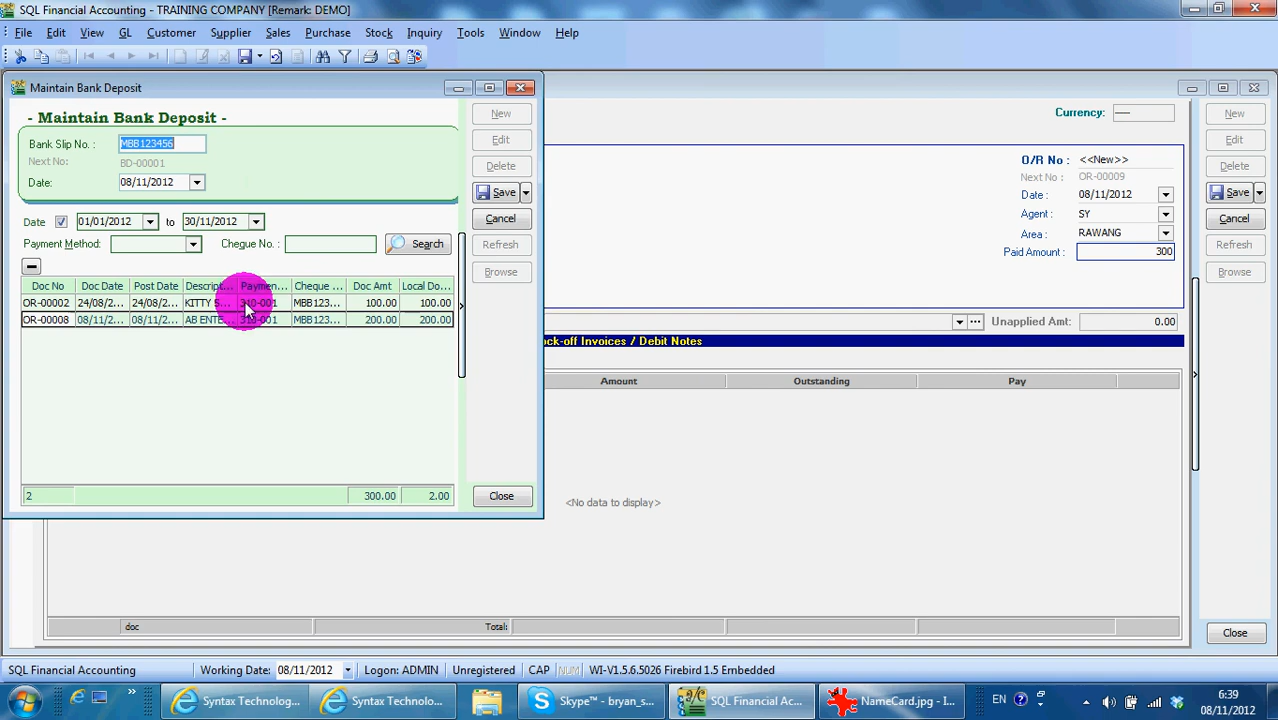 SQL Financial Accounting - TRAINING COMPANY [Remark: DEMO]
File Edit View GL Customer Supplier Sales Purchase Stock Inquiry Tools Window Help
Maintain Bank Deposit
- Maintain Bank Deposit -
Bank Slip No. : MBB123456
Next No: BD-00001
Date: 08/11/2012
Date 01/01/2012 to 30/11/2012
Payment Method: Cheque No. : Search
Doc No Doc Date Post Date Descript... Paymen... Cheque ... Doc Amt Local Do...
OR-00002 24/08/2... 24/08/2... KITTY S... 310-001 MBB123... 100.00 100.00
OR-00008 08/11/2... 08/11/2... AB ENTE... 310-001 MBB123... 200.00 200.00
2 300.00 2.00
New
Edit
Delete
Save
Cancel
Refresh
Browse
Close
Currency: ----
O/R No : <<New>>
Next No : OR-00009
Date : 08/11/2012
Agent : SY
Area : RAWANG
Paid Amount : 300
Unapplied Amt: 0.00
ock-off Invoices / Debit Notes
Amount Outstanding Pay
<No data to display>
doc Total:
New
Edit
Delete
Save
Cancel
Refresh
Browse
Close
SQL Financial Accounting Working Date: 08/11/2012 Logon: ADMIN Unregistered CAP NUM WI-V1.5.6.5026 Firebird 1.5 Embedded
Syntax Technolog... Syntax Technolo... Skype™ - bryan_s... SQL Financial Ac... NameCard.jpg - I... EN 6:39
08/11/2012